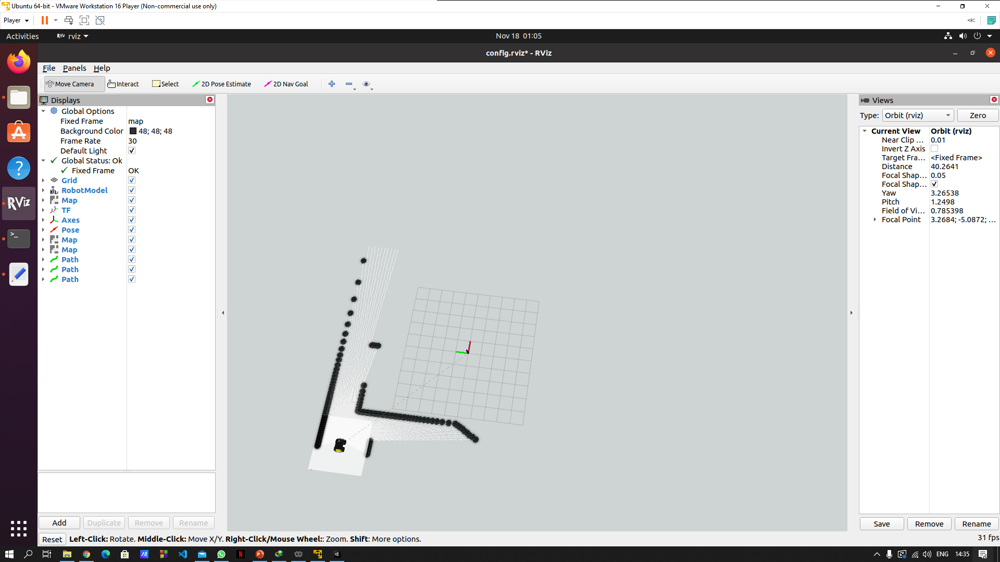 Ubuntu 64-bit - VMware Workstation 16 Player (Non-commercial use only)
Player
Activities
RViz rviz
Nov 18 01:05
config.rviz* - RViz
File Panels Help
Move Camera Interact Select 2D Pose Estimate 2D Nav Goal
Displays
Global Options
Fixed Frame map
Background Color 48; 48; 48
Frame Rate 30
Default Light
Global Status: Ok
Fixed Frame OK
Grid
RobotModel
Map
TF
Axes
Pose
Map
Map
Path
Path
Path
Add Duplicate Remove Rename
Reset Left-Click: Rotate. Middle-Click: Move X/Y. Right-Click/Mouse Wheel:: Zoom. Shift: More options.
RViz
Views
Type: Orbit (rviz) Zero
Current View Orbit (rviz)
Near Clip ... 0.01
Invert Z Axis
Target Fra... <Fixed Frame>
Distance 40.2641
Focal Shap... 0.05
Focal Shap...
Yaw 3.26538
Pitch 1.2498
Field of Vi... 0.785398
Focal Point 3.2684; -5.0872; ...
Save Remove Rename
31 fps
ENG 14:35